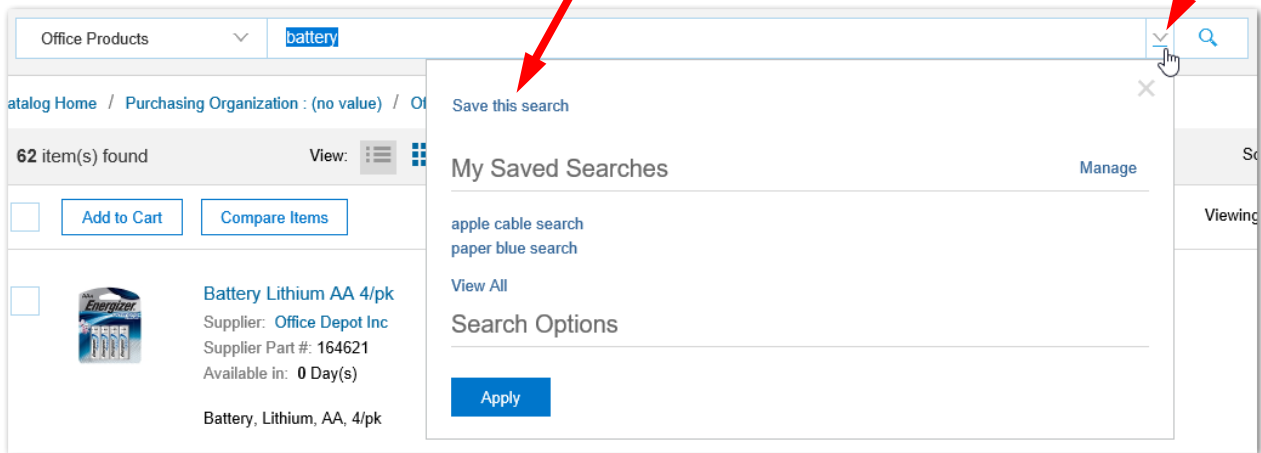 Office Products
battery
Save this search
atalog Home / Purchasing Organization : (no value) / Of
62 item(s) found
View:
My Saved Searches
Manage
Add to Cart
Compare Items
Viewing
apple cable search
paper blue search
View All
Energizer
Battery Lithium AA 4/pk
Supplier: Office Depot Inc
Supplier Part #: 164621
Available in: 0 Day(s)
Battery, Lithium, AA, 4/pk
Search Options
Apply